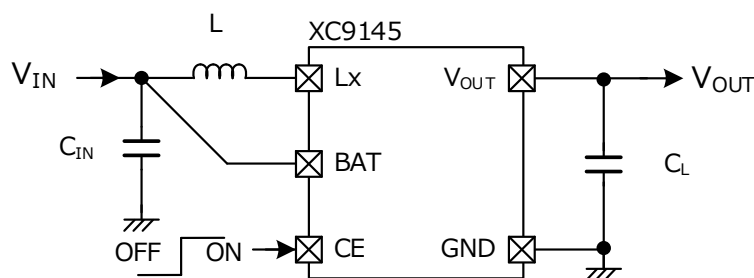 L
XC9145
VIN
Lx
VOUT
VOUT
CIN
BAT
CL
OFF
ON
CE
GND